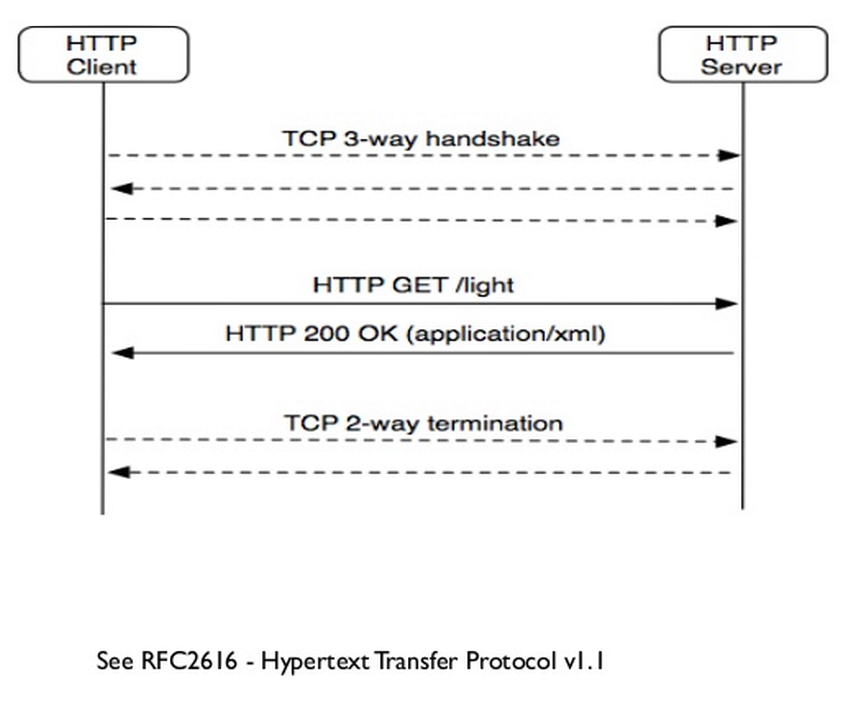 HTTP
Client
HTTP
Server
TCP 3-way handshake
HTTP GET /light
HTTP 200 OK (application/xml)
TCP 2-way termination
See RFC2616 - Hypertext Transfer Protocol v1.1